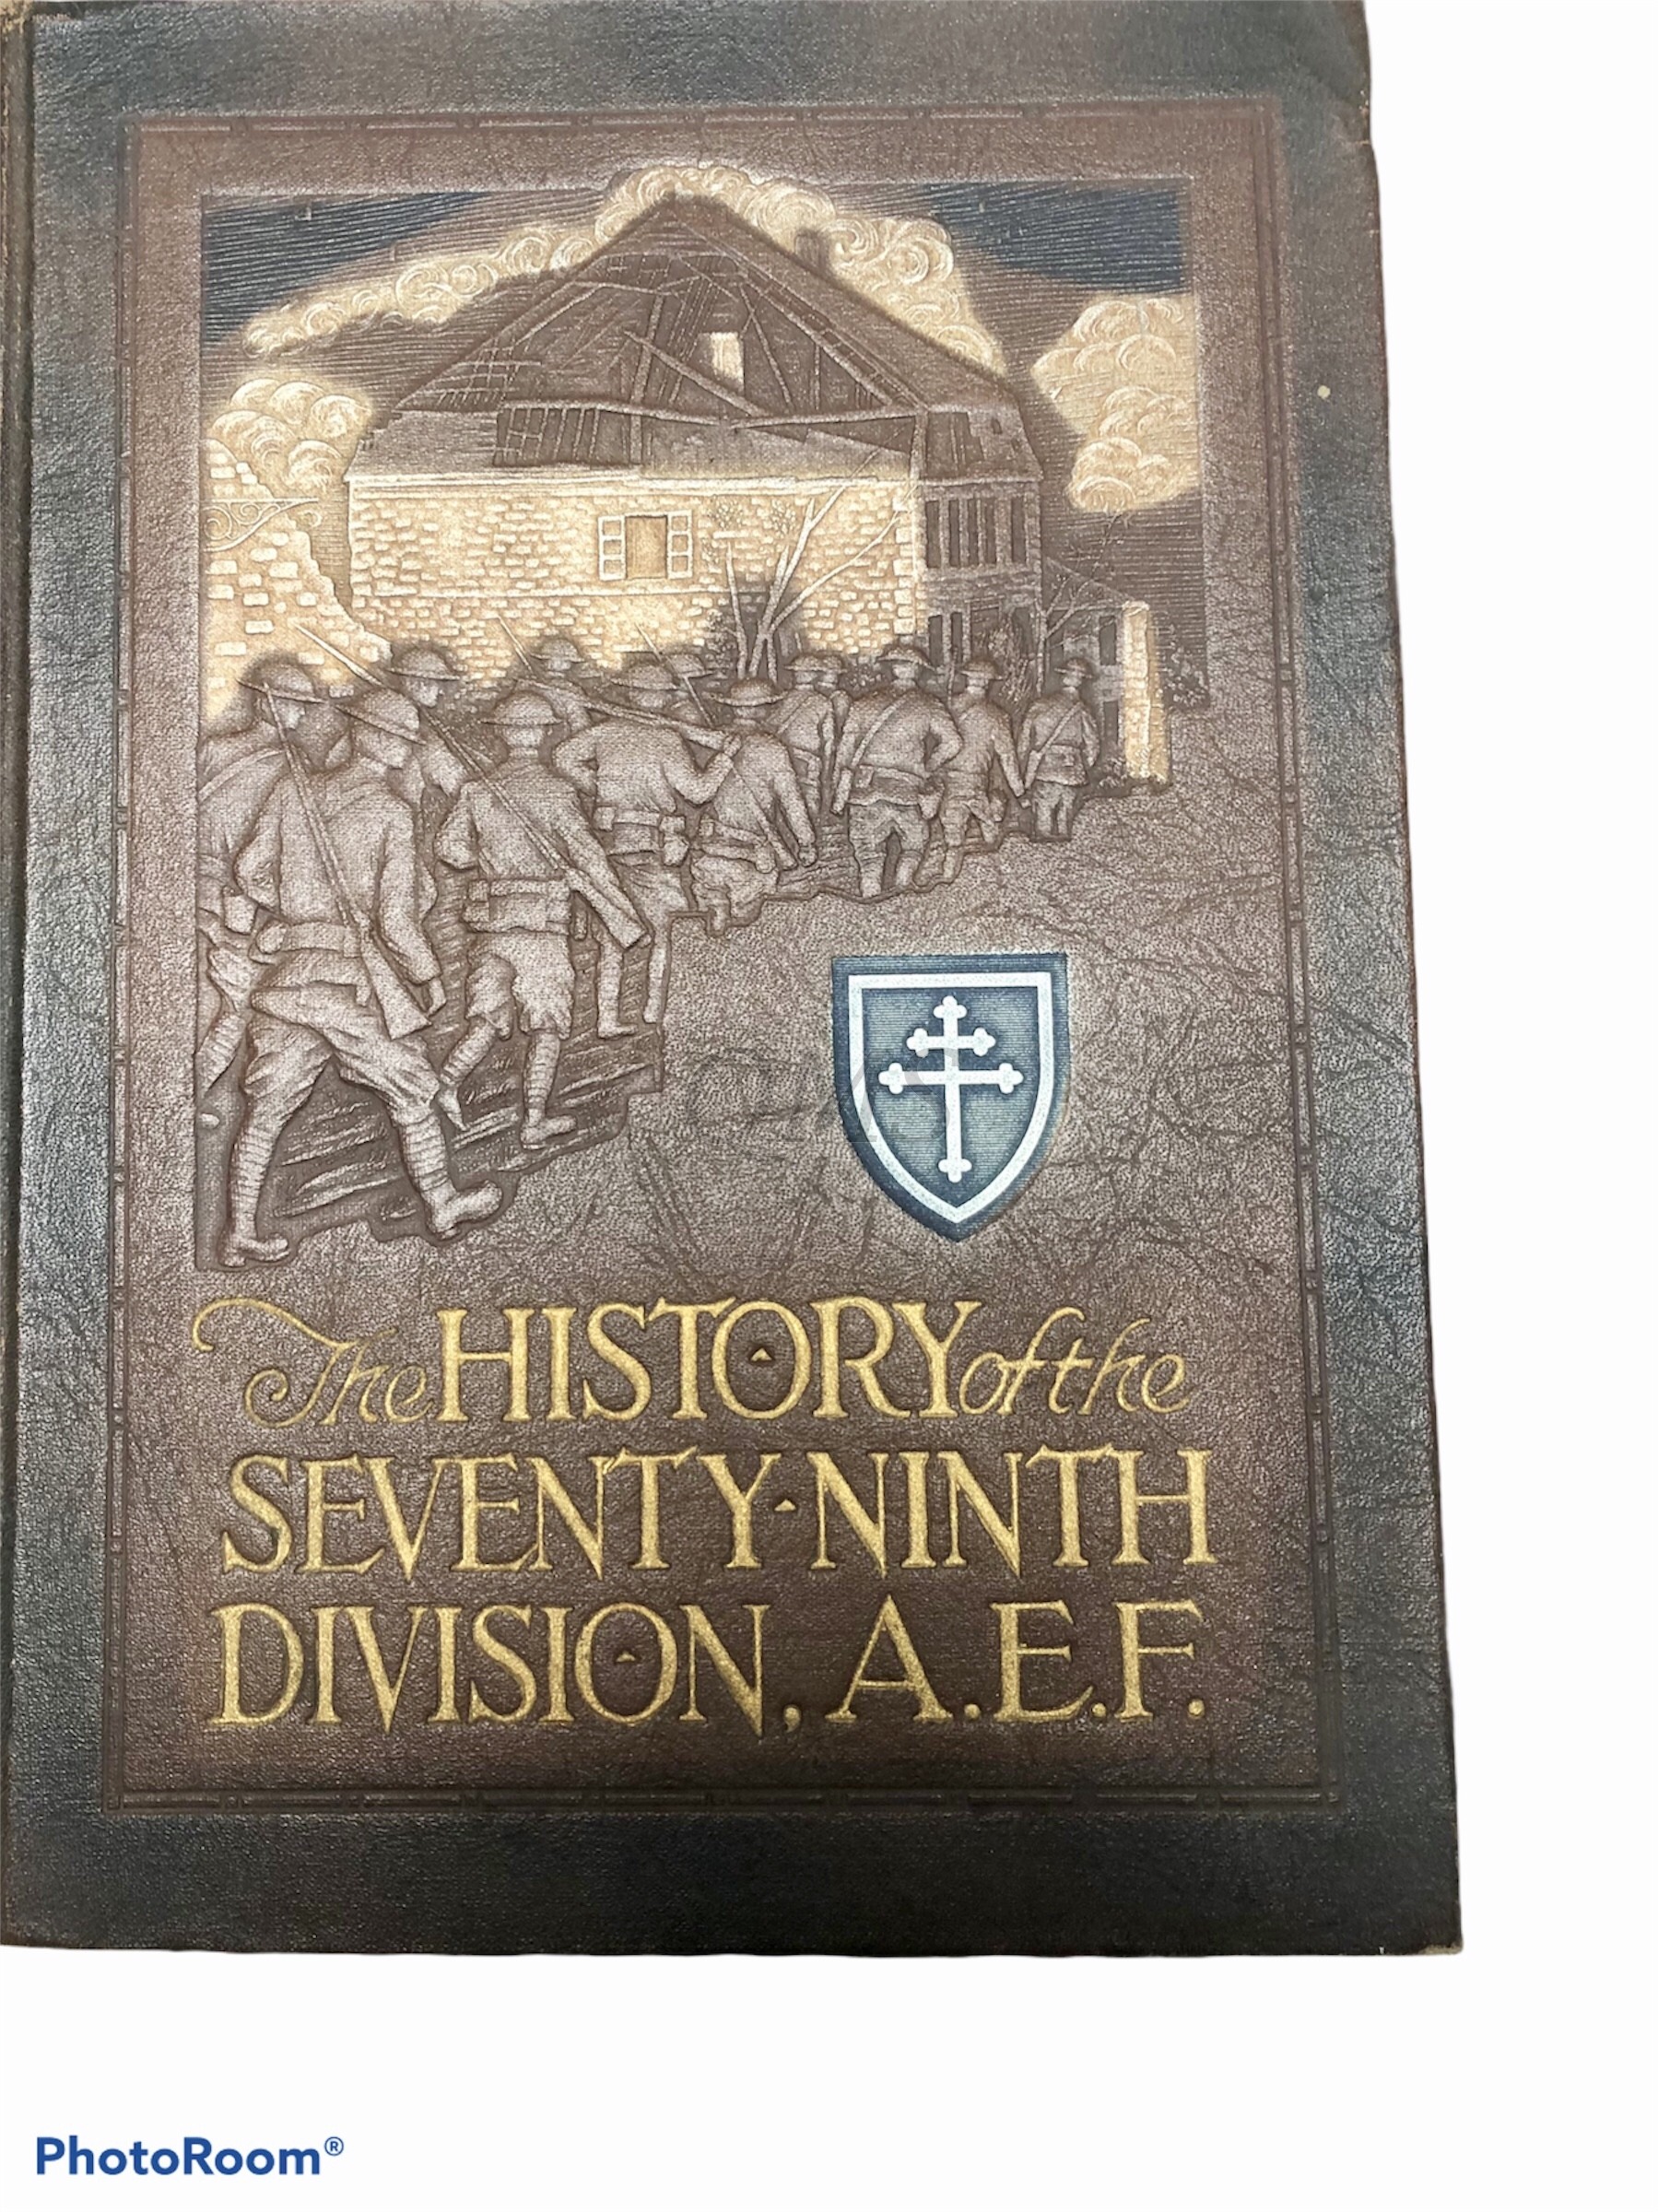 The HISTORY of the
SEVENTY-NINTH
DIVISION, A.E.F.
PhotoRoom®